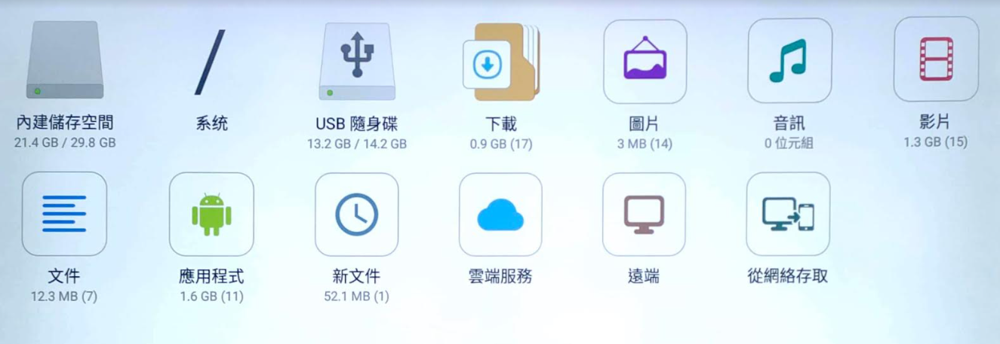 內建儲存空間
21.4 GB / 29.8 GB
系統
USB 隨身碟
13.2 GB / 14.2 GB
下載
0.9 GB (17)
圖片
3 MB (14)
音訊
0 位元組
影片
1.3 GB (15)
文件
12.3 MB (7)
應用程式
1.6 GB (11)
新文件
52.1 MB (1)
雲端服務
遠端
從網絡存取